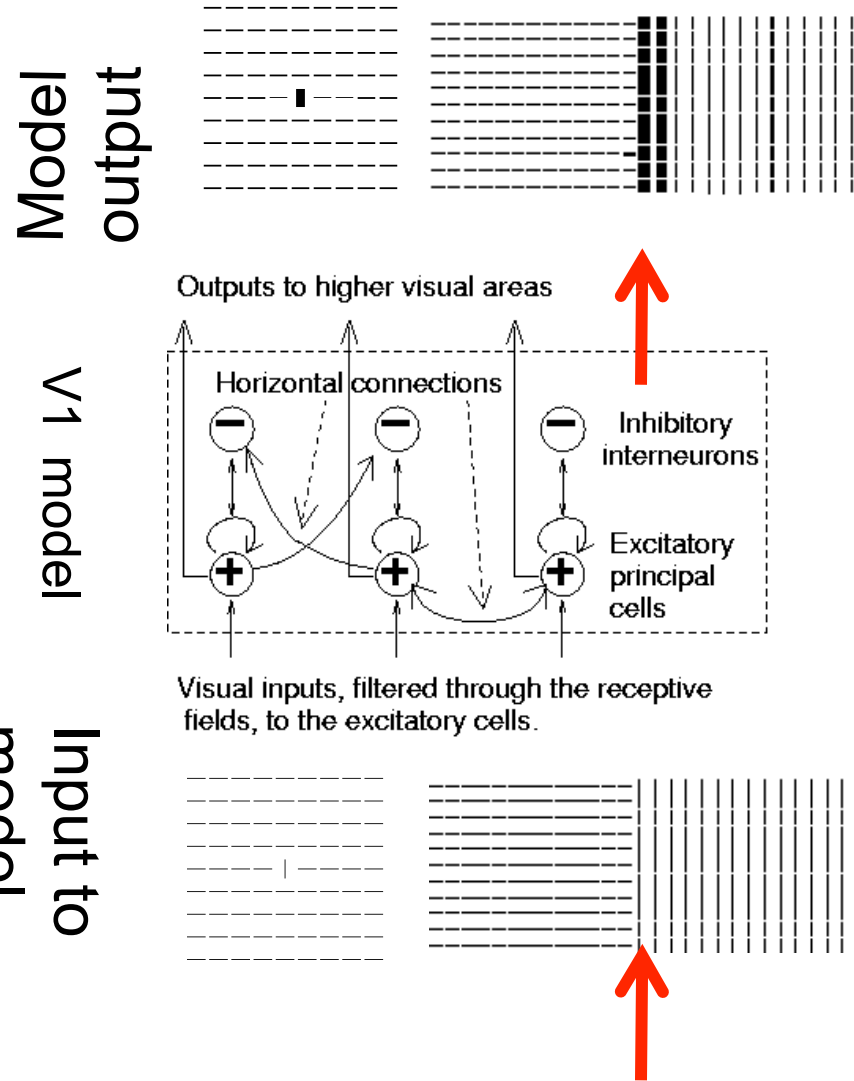 Model
output
Outputs to higher visual areas
V1 model
Horizontal connections
Inhibitory
interneurons
Excitatory
principal
cells
Visual inputs, filtered through the receptive
fields, to the excitatory cells.
Input to
model